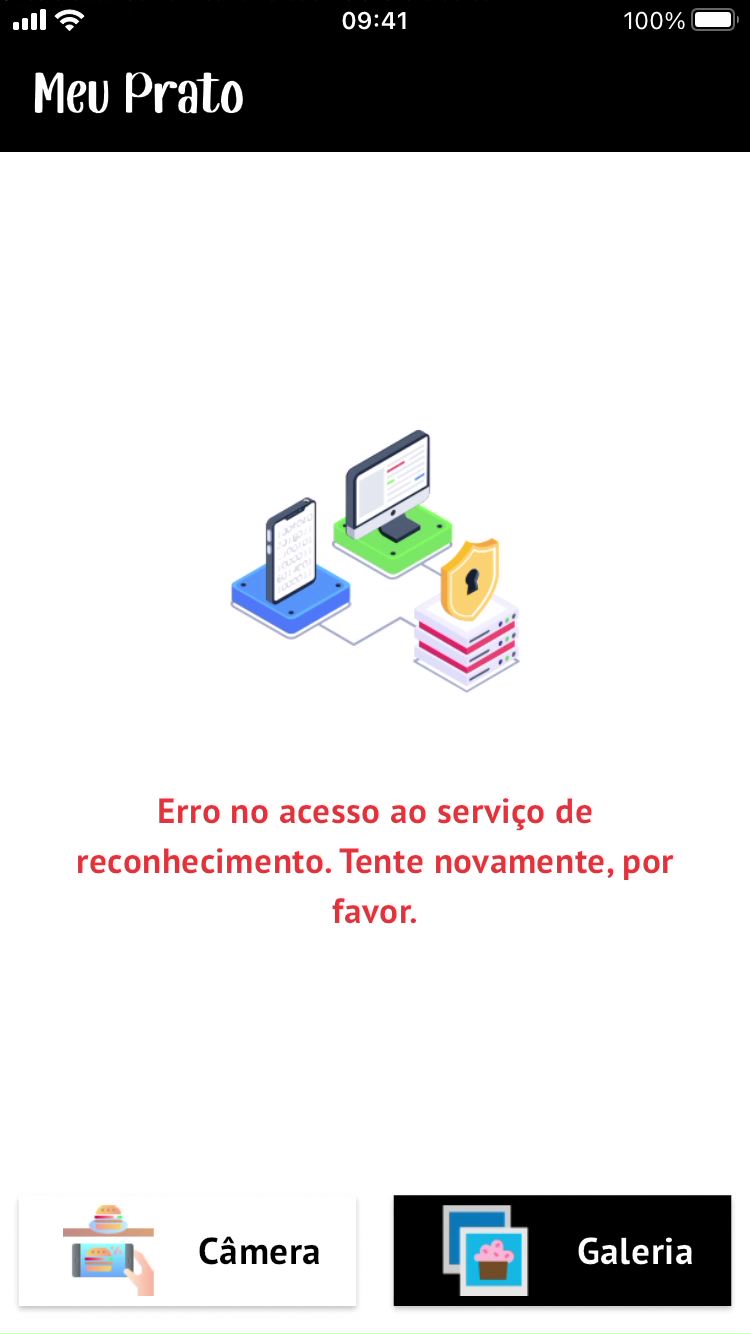 09:41
100%
Meu Prato
Erro no acesso ao serviço de
reconhecimento. Tente novamente, por
favor.
Câmera
Galeria